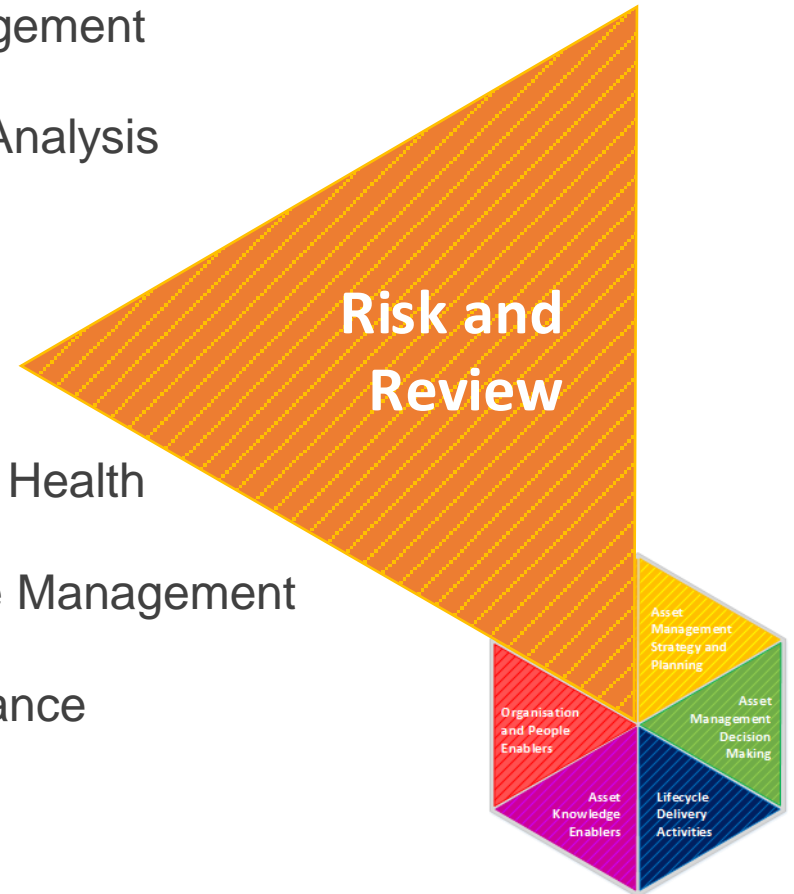 gement
Analysis
Risk and
Review
Health
e Management
ance
Asset
Management
Strategy and
Planning
Asset
Management
Decision
Making
Organisation
and People
Enablers
Asset
Knowledge
Enablers
Lifecycle
Delivery
Activities